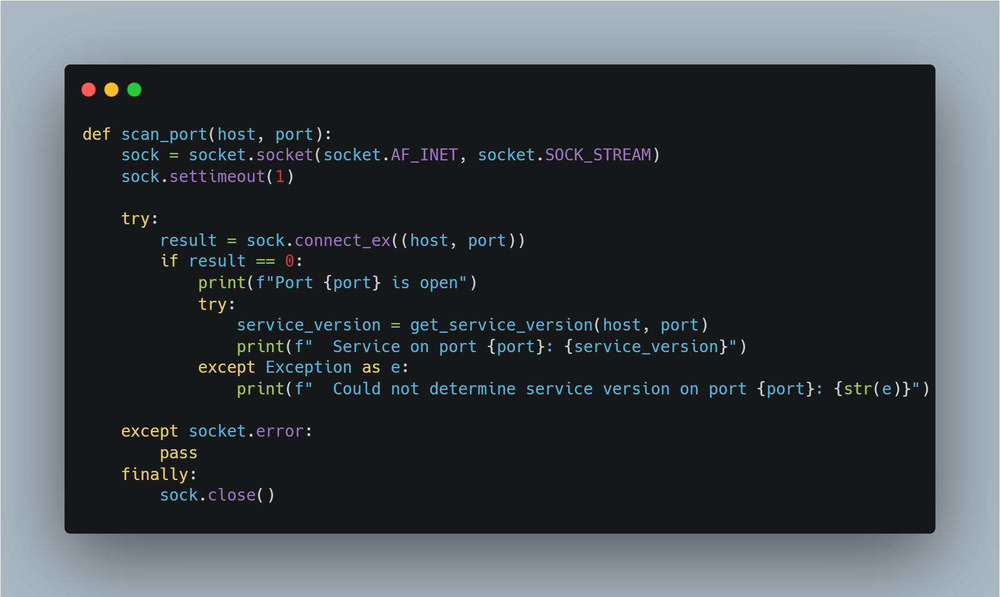 def scan_port(host, port):
    sock = socket.socket(socket.AF_INET, socket.SOCK_STREAM)
    sock.settimeout(1)

    try:
        result = sock.connect_ex((host, port))
        if result == 0:
            print(f"Port {port} is open")
            try:
                service_version = get_service_version(host, port)
                print(f"  Service on port {port}: {service_version}")
            except Exception as e:
                print(f"  Could not determine service version on port {port}: {str(e)}")

    except socket.error:
        pass
    finally:
        sock.close()